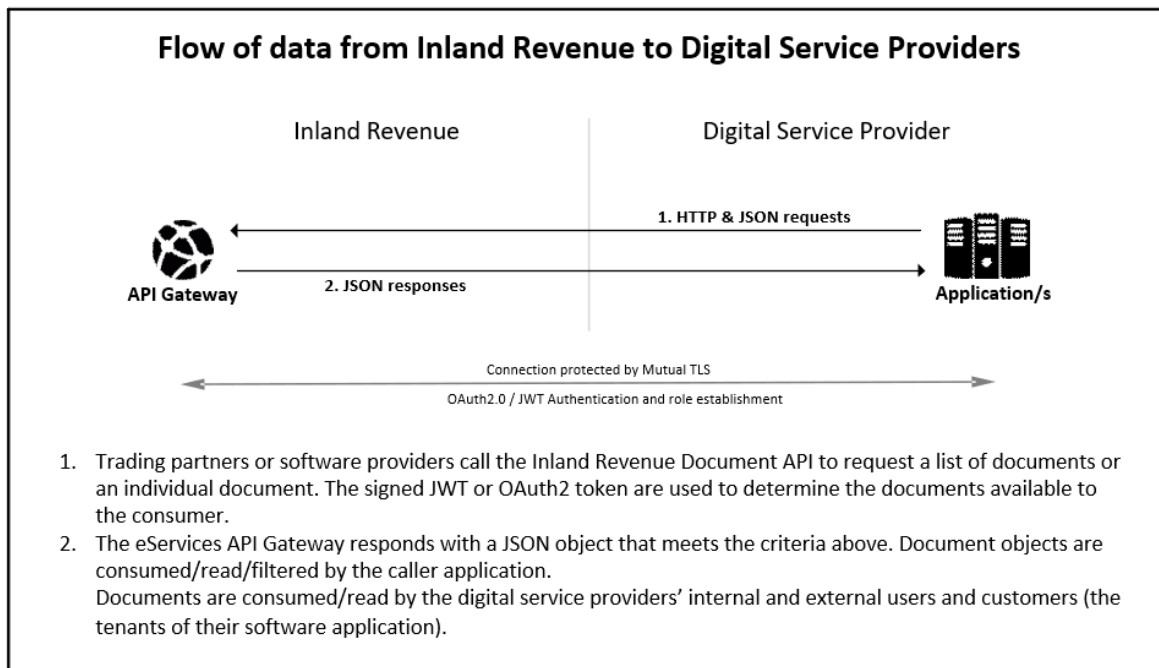 Flow of data from Inland Revenue to Digital Service Providers
Inland Revenue
Digital Service Provider
1. HTTP & JSON requests
2. JSON responses
API Gateway
Application/s
Connection protected by Mutual TLS
OAuth2.0 / JWT Authentication and role establishment
1. Trading partners or software providers call the Inland Revenue Document API to request a list of documents or
an individual document. The signed JWT or OAuth2 token are used to determine the documents available to
the consumer.
2. The eServices API Gateway responds with a JSON object that meets the criteria above. Document objects are
consumed/read/filtered by the caller application.
Documents are consumed/read by the digital service providers’ internal and external users and customers (the
tenants of their software application).